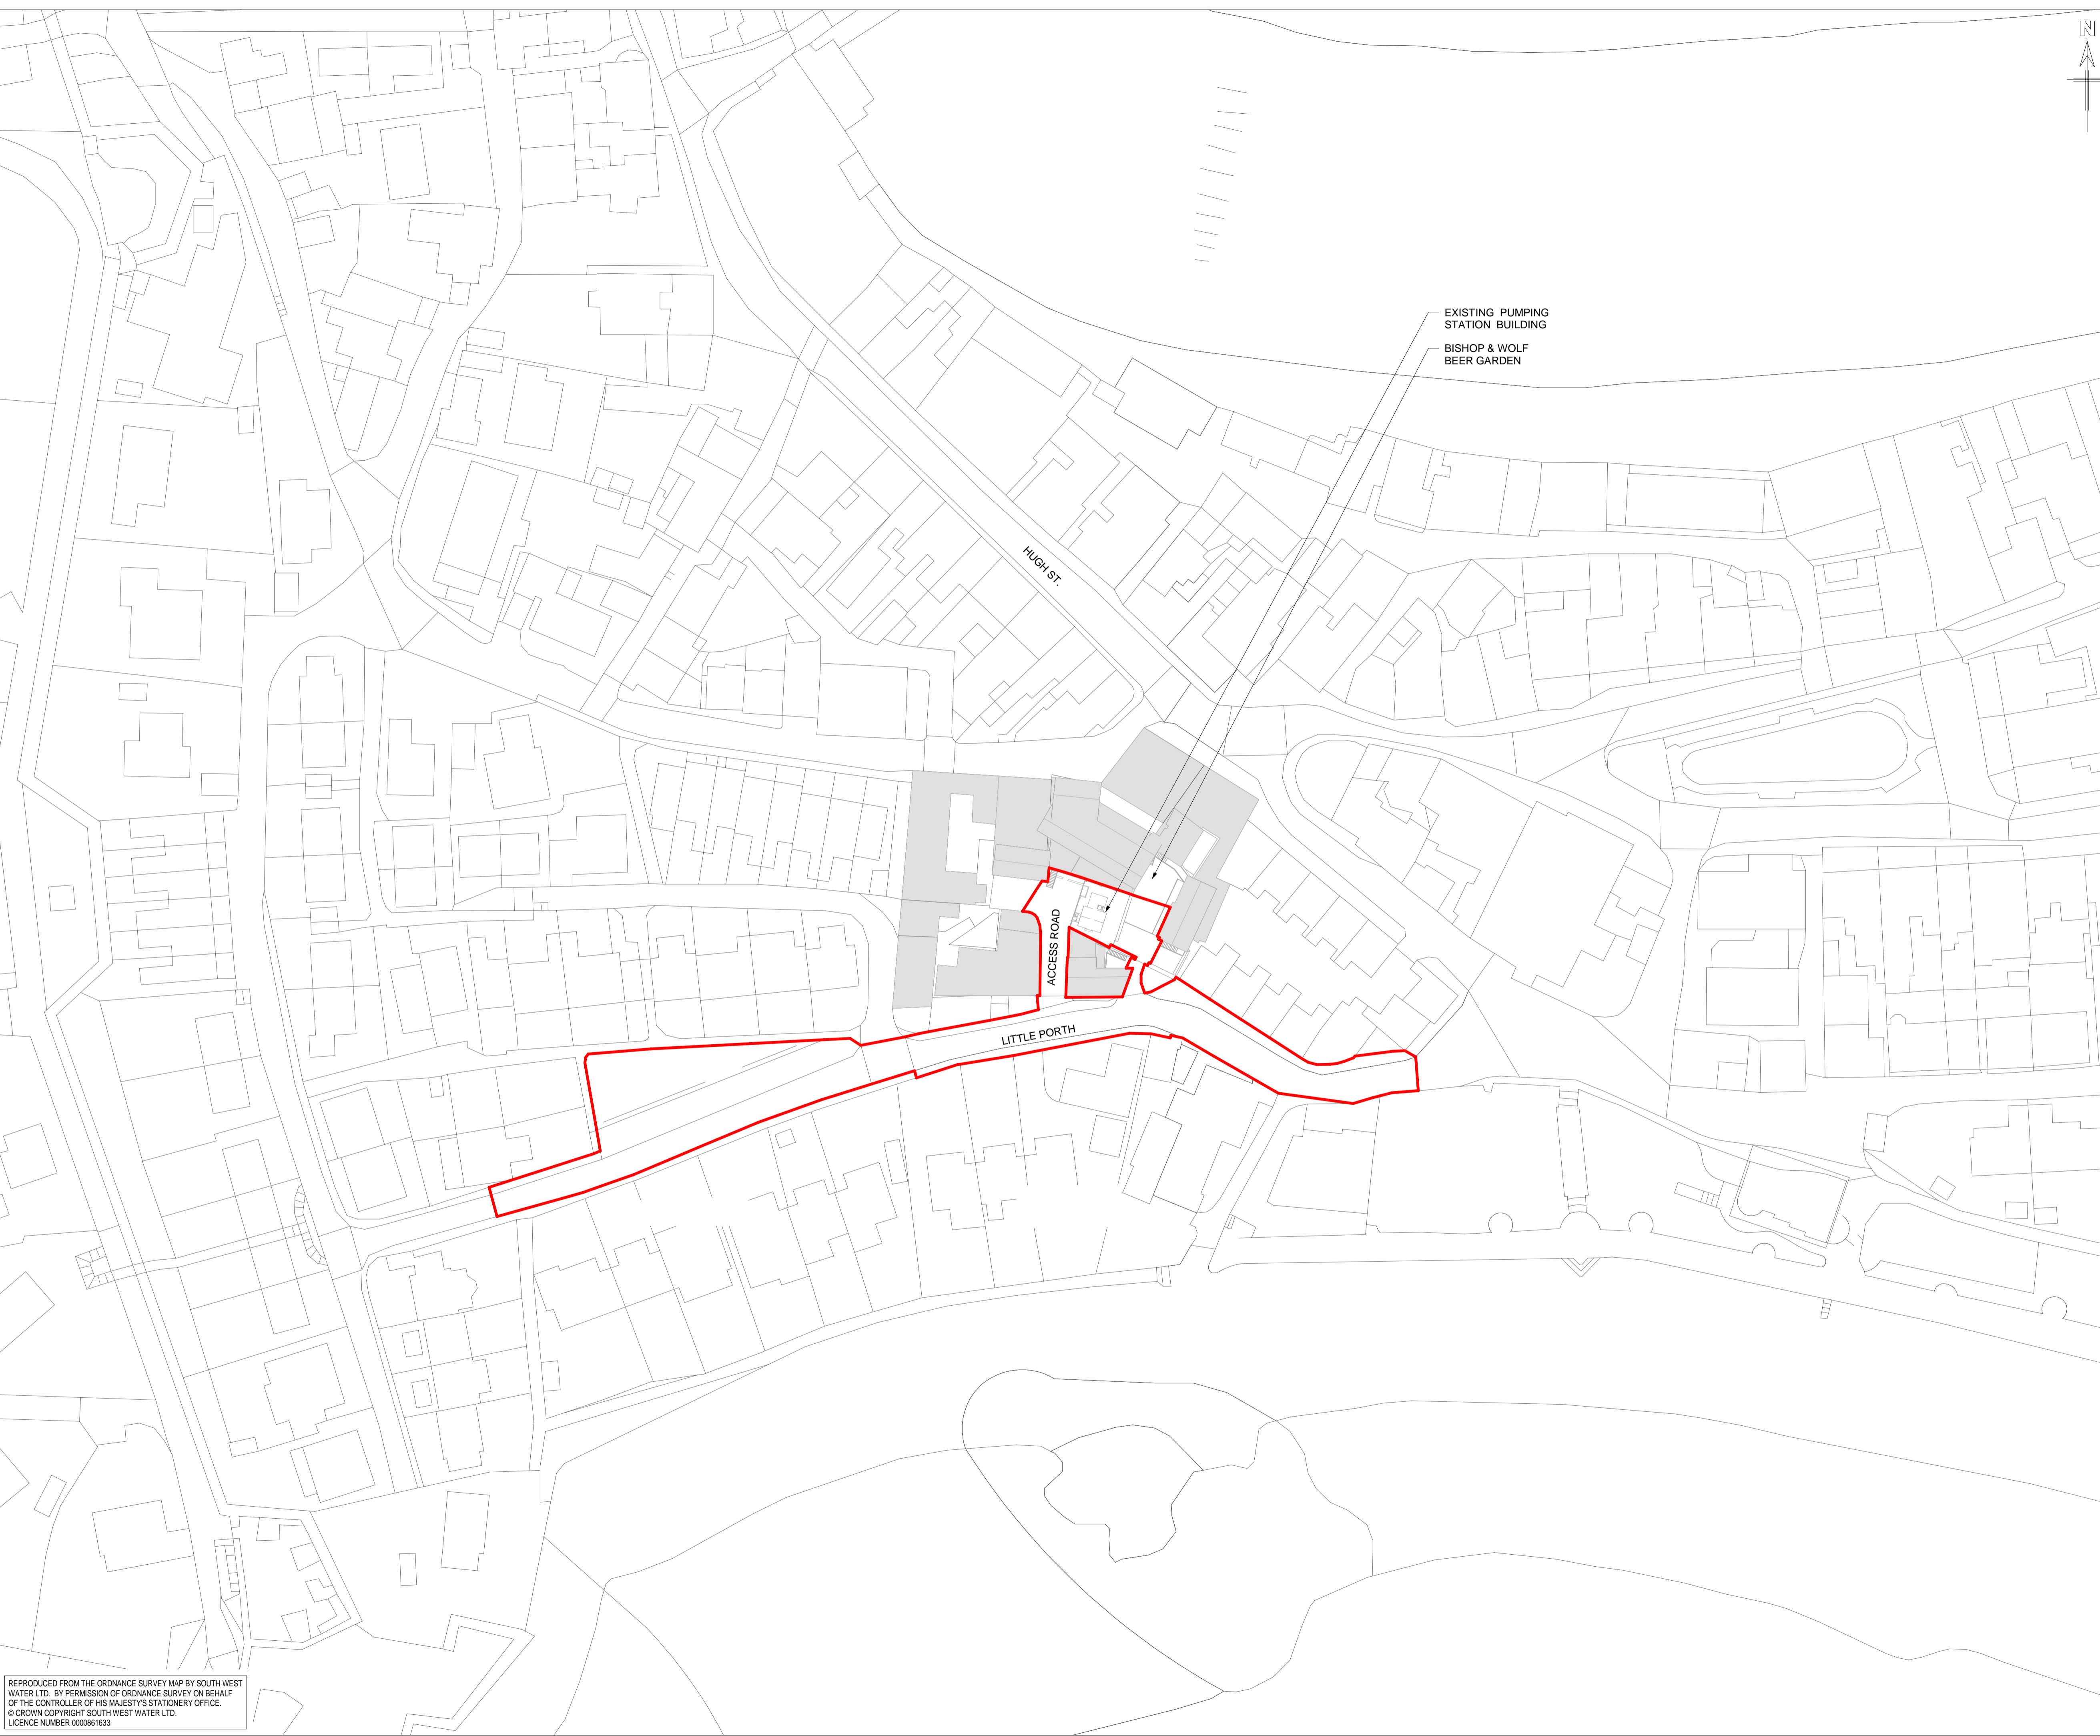 N
EXISTING PUMPING
STATION BUILDING
BISHOP & WOLF
BEER GARDEN
HUGH ST.
ACCESS ROAD
LITTLE PORTH
REPRODUCED FROM THE ORDNANCE SURVEY MAP BY SOUTH WEST
WATER LTD. BY PERMISSION OF ORDNANCE SURVEY ON BEHALF
OF THE CONTROLLER OF HIS MAJESTY'S STATIONERY OFFICE.
© CROWN COPYRIGHT SOUTH WEST WATER LTD.
LICENCE NUMBER 0000861633